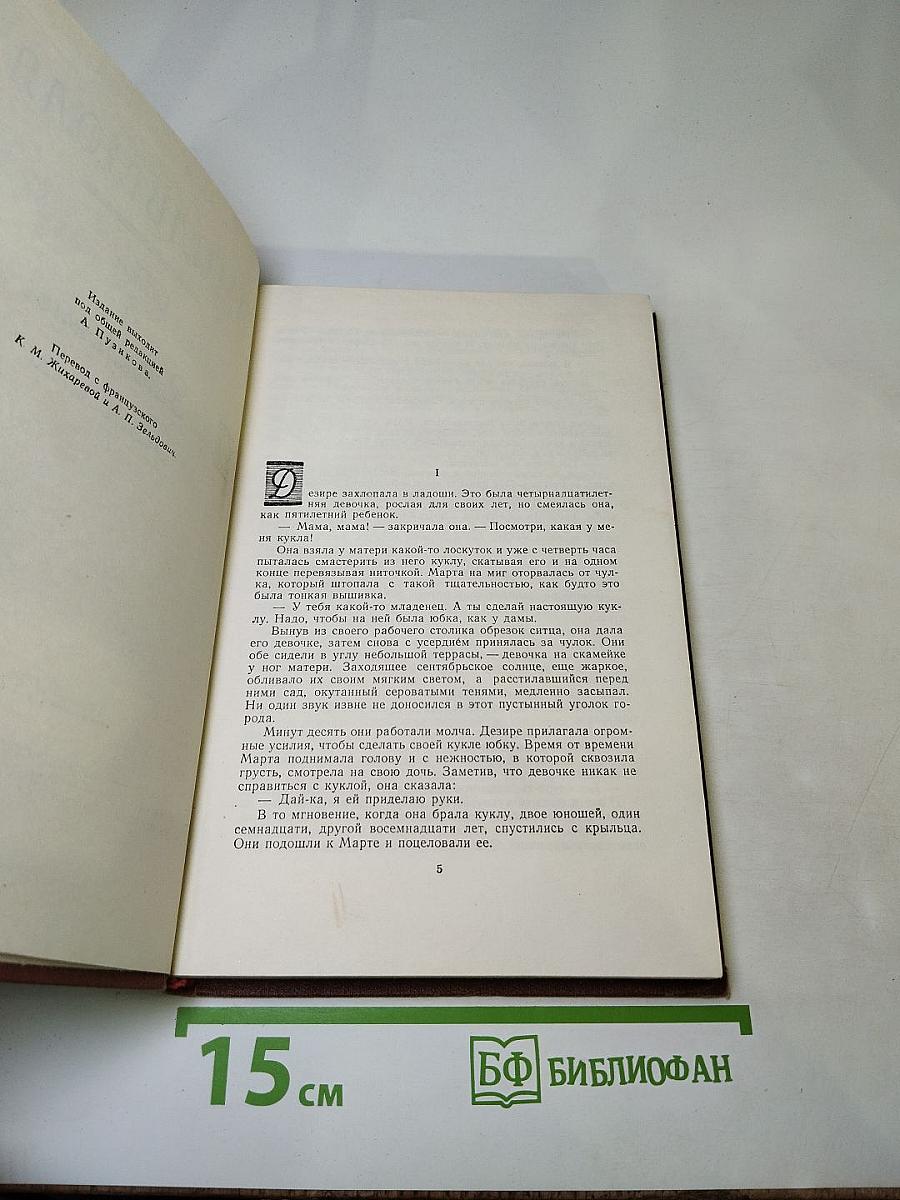 Издание выходит
под общей редакцией
А. Пузикова.
Перевод с французского
К. М. Жихаревой и А. П. Зельдович.
I
Дезире захлопала в ладоши. Это была четырнадцатилет-
няя девочка, рослая для своих лет, но смеялась она,
как пятилетний ребенок.
— Мама, мама! — закричала она. — Посмотри, какая у ме-
ня кукла!
Она взяла у матери какой-то лоскуток и уже с четверть часа
пыталась смастерить из него куклу, скатывая его и на одном
конце перевязывая ниточкой. Марта на миг оторвалась от чул-
ка, который штопала с такой тщательностью, как будто это
была тонкая вышивка.
— У тебя какой-то младенец. А ты сделай настоящую кук-
лу. Надо, чтобы на ней была юбка, как у дамы.
Вынув из своего рабочего столика обрезок ситца, она дала
его девочке, затем снова с усердием принялась за чулок. Они
обе сидели в углу небольшой террасы, — девочка на скамейке
у ног матери. Заходящее сентябрьское солнце, еще жаркое,
обливало их своим мягким светом, а расстилавшийся перед
ними сад, окутанный сероватыми тенями, медленно засыпал.
Ни один звук извне не доносился в этот пустынный уголок го-
рода.
Минут десять они работали молча. Дезире прилагала огром-
ные усилия, чтобы сделать своей кукле юбку. Время от времени
Марта поднимала голову и с нежностью, в которой сквозила
грусть, смотрела на свою дочь. Заметив, что девочке никак не
справиться с куклой, она сказала:
— Дай-ка, я ей приделаю руки.
В то мгновение, когда она брала куклу, двое юношей, один
семнадцати, другой восемнадцати лет, спустились с крыльца.
Они подошли к Марте и поцеловали ее.
5
15 см
БФ БИБЛИОФАН